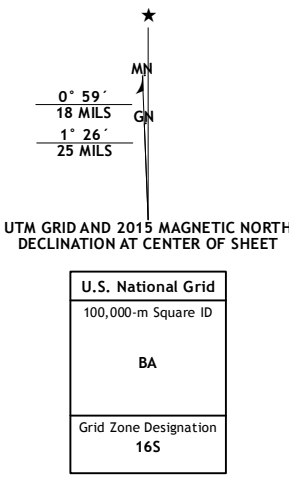 ★
MN
0° 59´
18 MILS
GN
1° 26´
25 MILS
UTM GRID AND 2015 MAGNETIC NORTH
DECLINATION AT CENTER OF SHEET
U.S. National Grid
100,000-m Square ID
BA
Grid Zone Designation
16S